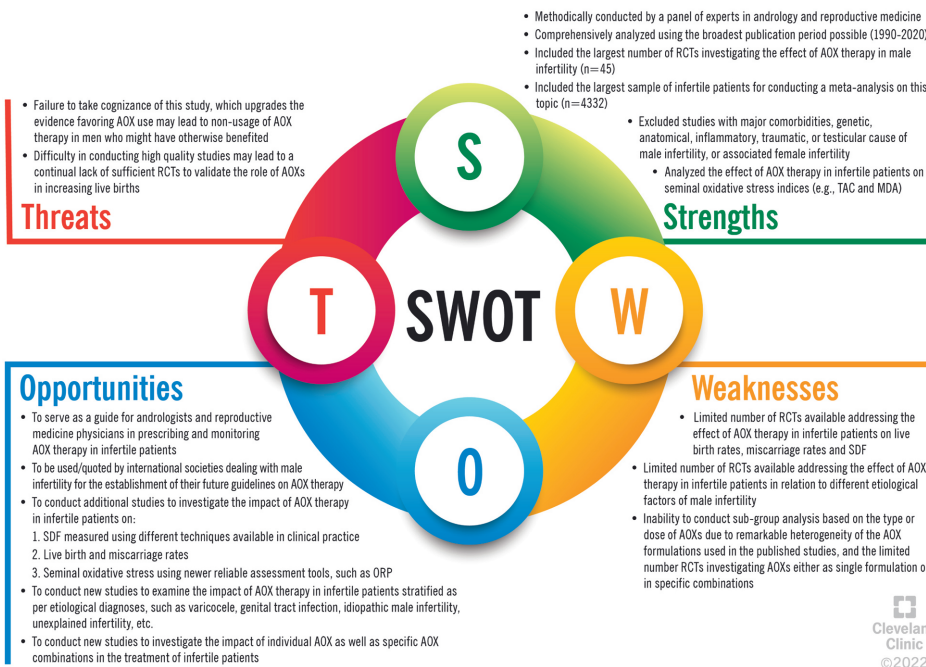 • Methodically conducted by a panel of experts in andrology and reproductive medicine
• Comprehensively analyzed using the broadest publication period possible (1990-2020)
• Included the largest number of RCTs investigating the effect of AOX therapy in male
infertility (n=45)
• Included the largest sample of infertile patients for conducting a meta-analysis on this
topic (n=4332)
• Excluded studies with major comorbidities, genetic,
anatomical, inflammatory, traumatic, or testicular cause of
male infertility, or associated female infertility
• Analyzed the effect of AOX therapy in infertile patients on
seminal oxidative stress indices (e.g., TAC and MDA)
Strengths
• Failure to take cognizance of this study, which upgrades the
evidence favoring AOX use may lead to non-usage of AOX
therapy in men who might have otherwise benefited
• Difficulty in conducting high quality studies may lead to a
continual lack of sufficient RCTs to validate the role of AOXs
in increasing live births
Threats
S
T
SWOT
W
O
Opportunities
• To serve as a guide for andrologists and reproductive
medicine physicians in prescribing and monitoring
AOX therapy in infertile patients
• To be used/quoted by international societies dealing with male
infertility for the establishment of their future guidelines on AOX therapy
• To conduct additional studies to investigate the impact of AOX therapy
in infertile patients on:
1. SDF measured using different techniques available in clinical practice
2. Live birth and miscarriage rates
3. Seminal oxidative stress using newer reliable assessment tools, such as ORP
• To conduct new studies to examine the impact of AOX therapy in infertile patients stratified as
per etiological diagnoses, such as varicocele, genital tract infection, idiopathic male infertility,
unexplained infertility, etc.
• To conduct new studies to investigate the impact of individual AOX as well as specific AOX
combinations in the treatment of infertile patients
Weaknesses
• Limited number of RCTs available addressing the
effect of AOX therapy in infertile patients on live
birth rates, miscarriage rates and SDF
• Limited number of RCTs available addressing the effect of AOX
therapy in infertile patients in relation to different etiological
factors of male infertility
• Inability to conduct sub-group analysis based on the type or
dose of AOXs due to remarkable heterogeneity of the AOX
formulations used in the published studies, and the limited
number RCTs investigating AOXs either as single formulation o
in specific combinations
Clevelan
Clinic
©2022